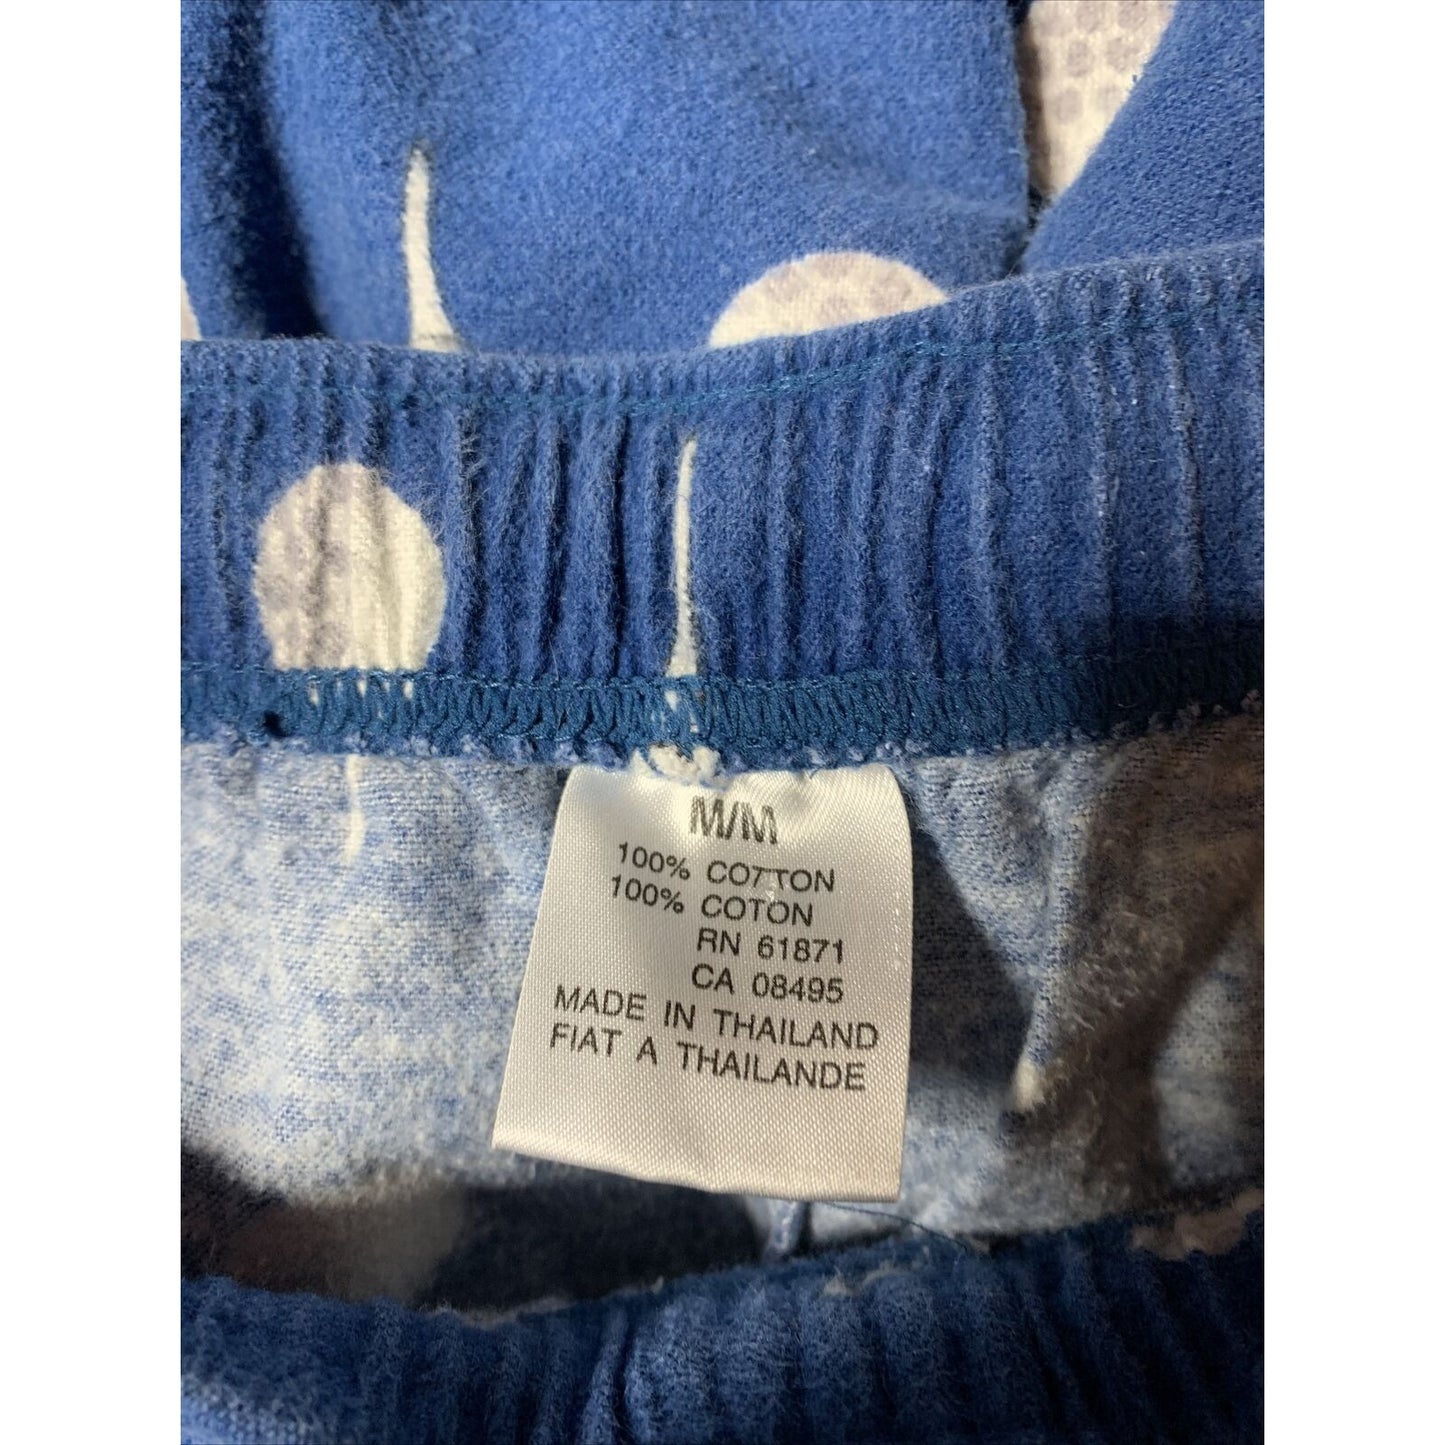 M/M
100% COTTON
100% COTON
RN 61871
CA 08495
MADE IN THAILAND
FIAT A THAILANDE